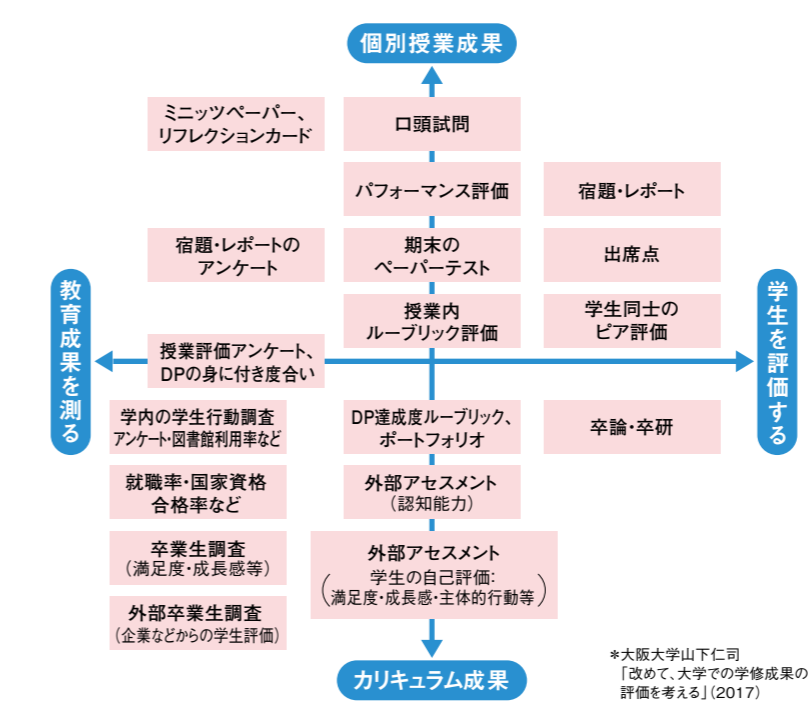 個別授業成果
ミニッツペーパー、
リフレクションカード
口頭試問
パフォーマンス評価
宿題・レポート
宿題・レポートの
アンケート
期末の
ペーパーテスト
出席点
授業内
ルーブリック評価
学生同士の
ピア評価
教育成果を測る
学生を評価する
授業評価アンケート、
DPの身に付き度合い
学内の学生行動調査
アンケート・図書館利用率など
DP達成度ルーブリック、
ポートフォリオ
卒論・卒研
就職率・国家資格
合格率など
外部アセスメント
（認知能力）
卒業生調査
（満足度・成長感等）
外部アセスメント
（学生の自己評価：
満足度・成長感・主体的行動等）
外部卒業生調査
（企業などからの学生評価）
カリキュラム成果
＊大阪大学山下仁司
「改めて、大学での学修成果の
評価を考える」（2017）